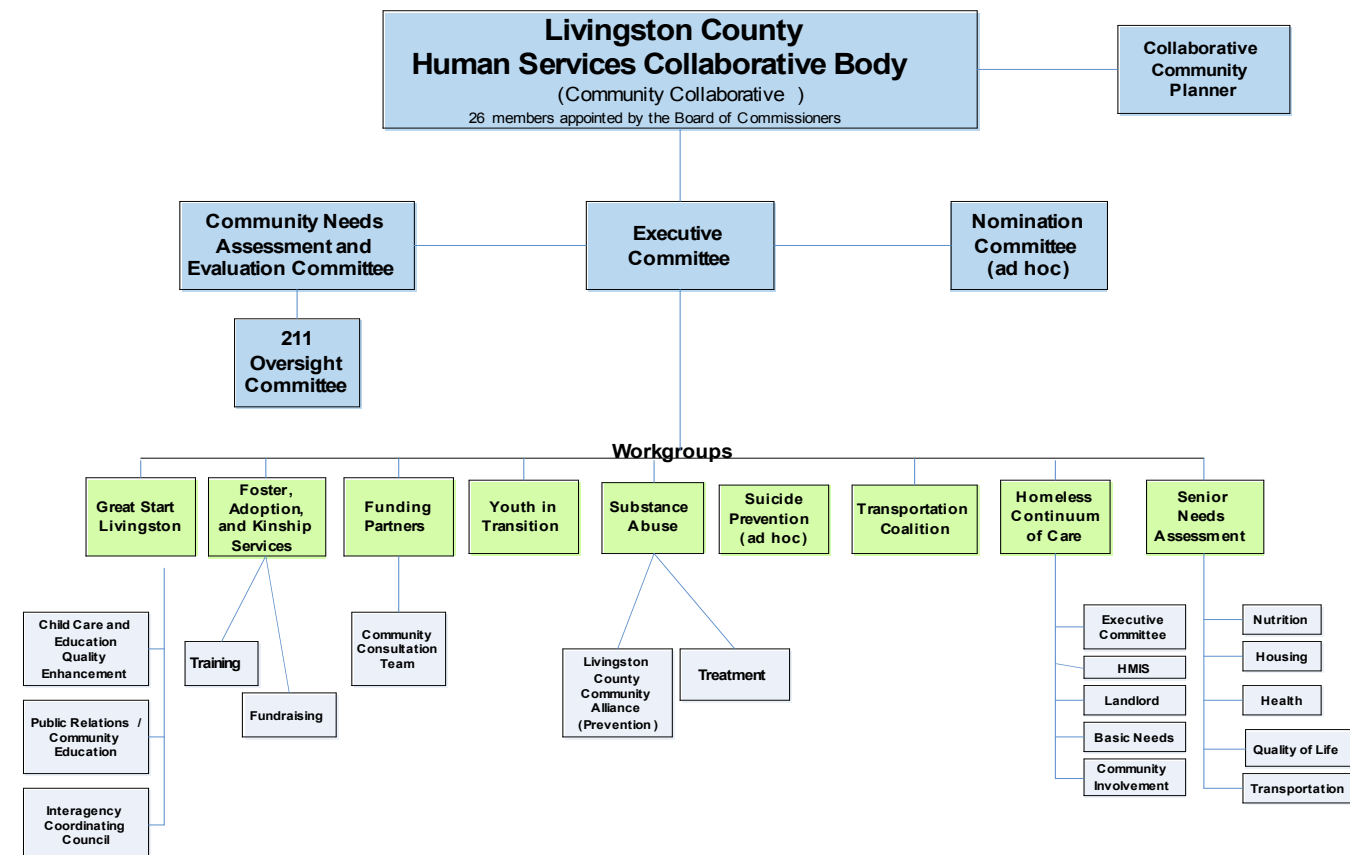 Livingston County
Human Services Collaborative Body
(Community Collaborative )
26 members appointed by the Board of Commissioners
Collaborative
Community
Planner
Community Needs
Assessment and
Evaluation Committee
Executive
Committee
Nomination
Committee
(ad hoc)
211
Oversight
Committee
Workgroups
Great Start
Livingston
Foster,
Adoption,
and Kinship
Services
Funding
Partners
Youth in
Transition
Substance
Abuse
Suicide
Prevention
(ad hoc)
Transportation
Coalition
Homeless
Continuum
of Care
Senior
Needs
Assessment
Child Care and
Education
Quality
Enhancement
Public Relations /
Community
Education
Interagency
Coordinating
Council
Training
Fundraising
Community
Consultation
Team
Livingston
County
Community
Alliance
(Prevention )
Treatment
Executive
Committee
HMIS
Landlord
Basic Needs
Community
Involvement
Nutrition
Housing
Health
Quality of Life
Transportation